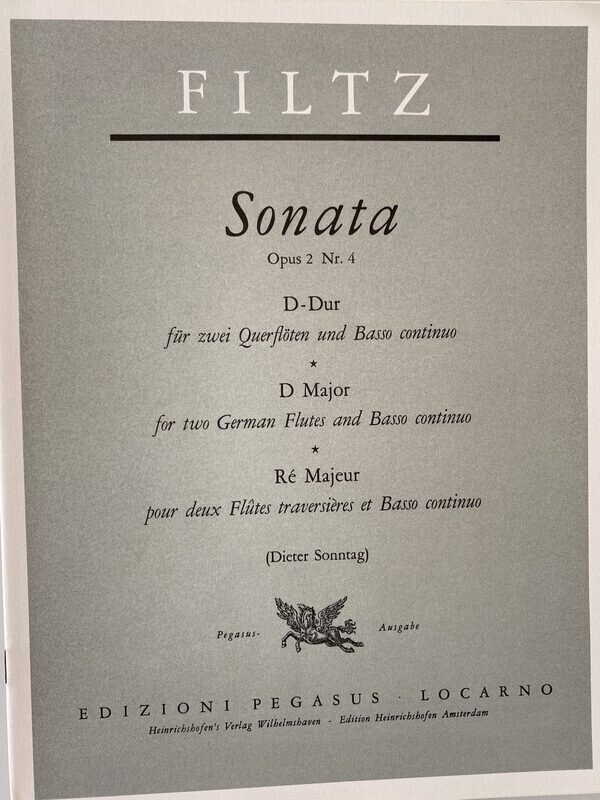 FILTZ
Sonata
Opus 2 Nr. 4
D-Dur
für zwei Querflöten und Basso continuo
★
D Major
for two German Flutes and Basso continuo
★
Ré Majeur
pour deux Flûtes traversières et Basso continuo
(Dieter Sonntag)
Pegasus- Ausgabe
EDIZIONI PEGASUS · LOCARNO
Heinrichshofen's Verlag Wilhelmshaven - Edition Heinrichshofen Amsterdam